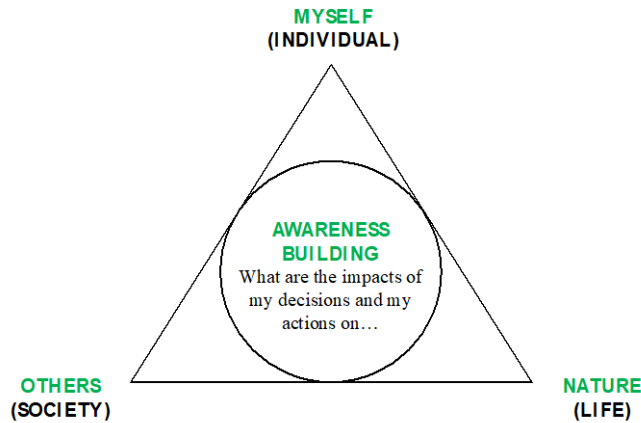 MYSELF
(INDIVIDUAL)
AWARENESS
BUILDING
What are the impacts of
my decisions and my
actions on…
OTHERS
(SOCIETY)
NATURE
(LIFE)